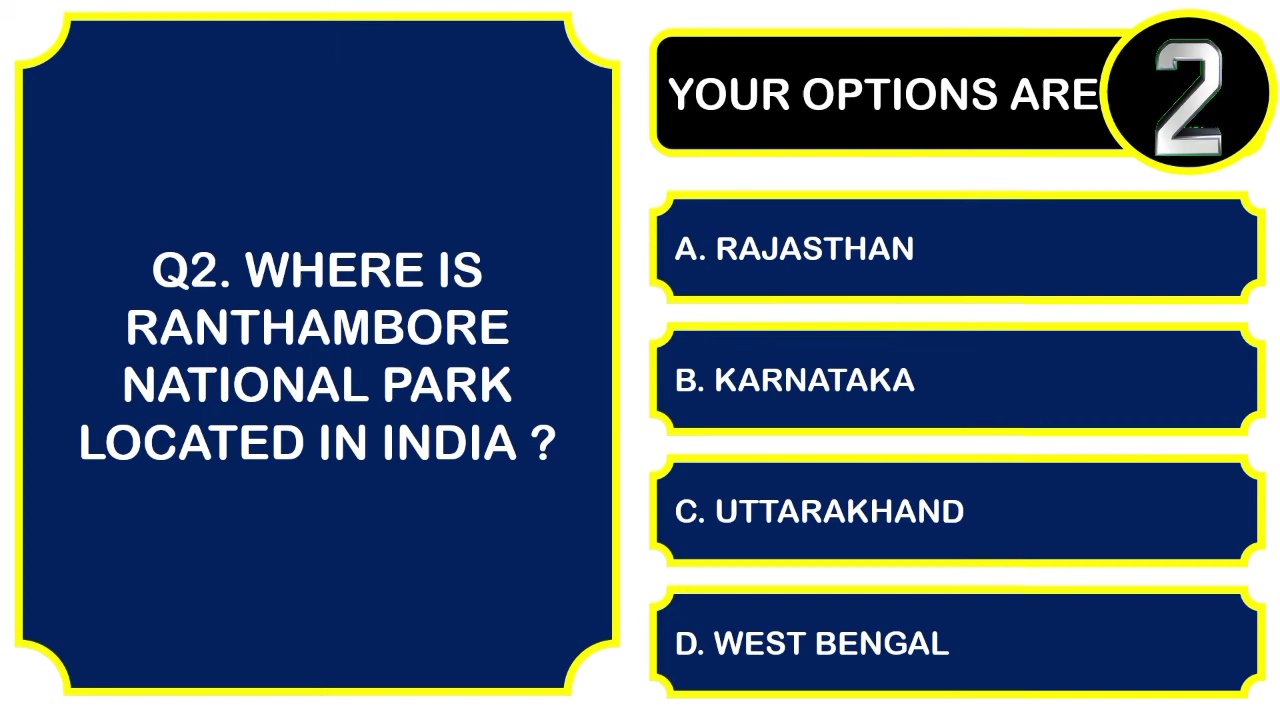 Q2. WHERE IS
RANTHAMBORE
NATIONAL PARK
LOCATED IN INDIA ?
YOUR OPTIONS ARE
2
A. RAJASTHAN
B. KARNATAKA
C. UTTARAKHAND
D. WEST BENGAL